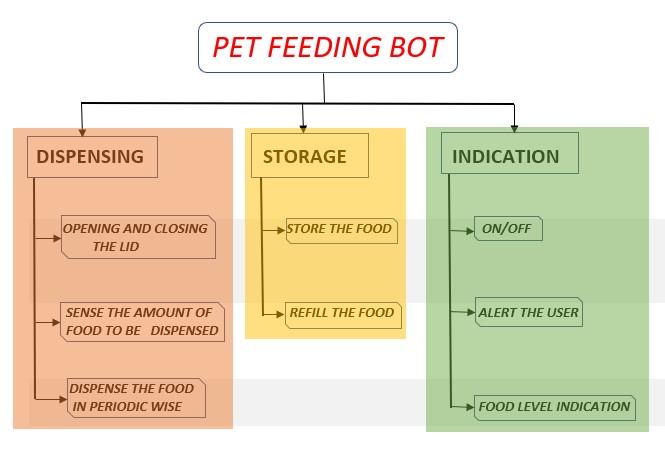 PET FEEDING BOT
DISPENSING
OPENING AND CLOSING
THE LID
SENSE THE AMOUNT OF
FOOD TO BE DISPENSED
DISPENSE THE FOOD
IN PERIODIC WISE
STORAGE
STORE THE FOOD
REFILL THE FOOD
INDICATION
ON/OFF
ALERT THE USER
FOOD LEVEL INDICATION